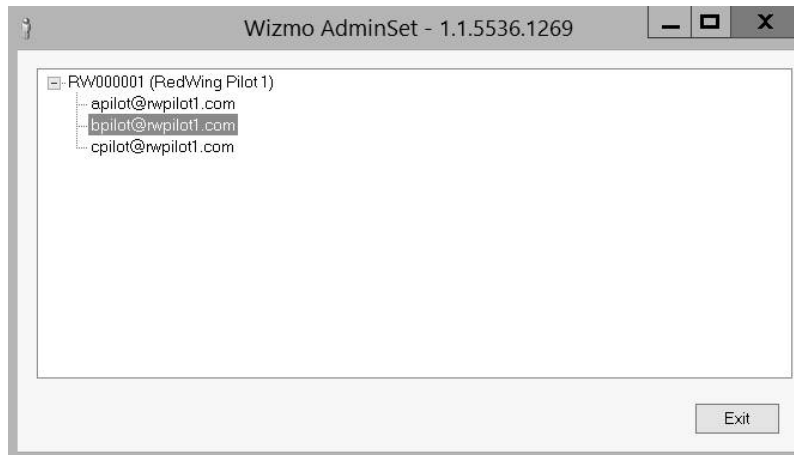 Wizmo AdminSet - 1.1.5536.1269
RW000001 (RedWing Pilot 1)
apilot@rwpilot1.com
bpilot@rwpilot1.com
cpilot@rwpilot1.com
Exit